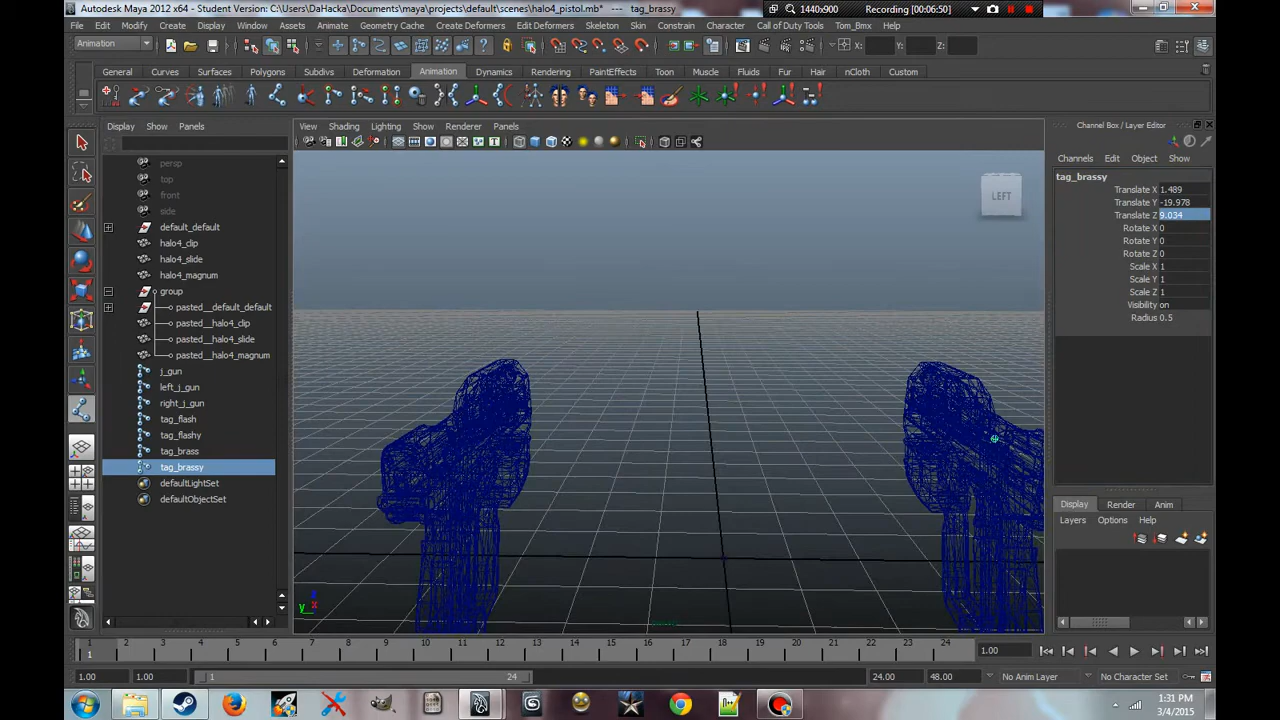 Autodesk Maya 2012 x64 - Student Version: C:\Users\DaHacka\Documents\maya\projects\default\scenes\halo4_pistol.mb* --- tag_brassy
1440x900
Recording [00:06:50]
File Edit Modify Create Display Window Assets Animate Geometry Cache Create Deformers Edit Deformers Skeleton Skin Constrain Character Call of Duty Tools Tom_Bmx Help
Animation
X: Y: Z:
General Curves Surfaces Polygons Subdivs Deformation Animation Dynamics Rendering PaintEffects Toon Muscle Fluids Fur Hair nCloth Custom
Display Show Panels
View Shading Lighting Show Renderer Panels
Channel Box / Layer Editor
Channels Edit Object Show
persp
top
front
side
default_default
halo4_clip
halo4_slide
halo4_magnum
group
pasted__default_default
pasted__halo4_clip
pasted__halo4_slide
pasted__halo4_magnum
j_gun
left_j_gun
right_j_gun
tag_flash
tag_flashy
tag_brass
tag_brassy
defaultLightSet
defaultObjectSet
LEFT
y x
persp
tag_brassy
Translate X 1.489
Translate Y -19.978
Translate Z 9.034
Rotate X 0
Rotate Y 0
Rotate Z 0
Scale X 1
Scale Y 1
Scale Z 1
Visibility on
Radius 0.5
Display Render Anim
Layers Options Help
1 2 3 4 5 6 7 8 9 10 11 12 13 14 15 16 17 18 19 20 21 22 23 24
1
1.00
1.00 1.00 1 24 24.00 48.00 No Anim Layer No Character Set
1:31 PM
3/4/2015